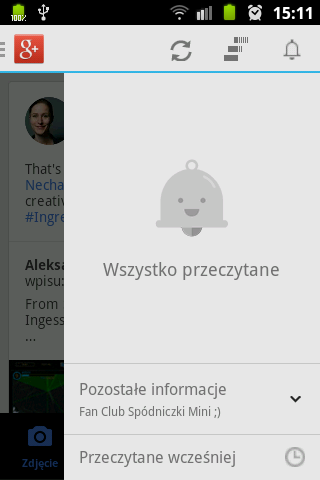 100%
15:11
g+
That's
Necha
creativ
#Ingre
Aleksa
wpisu:
From
Ingess
...
Wszystko przeczytane
Pozostałe informacje
Fan Club Spódniczki Mini ;)
Zdjęcie
Przeczytane wcześniej